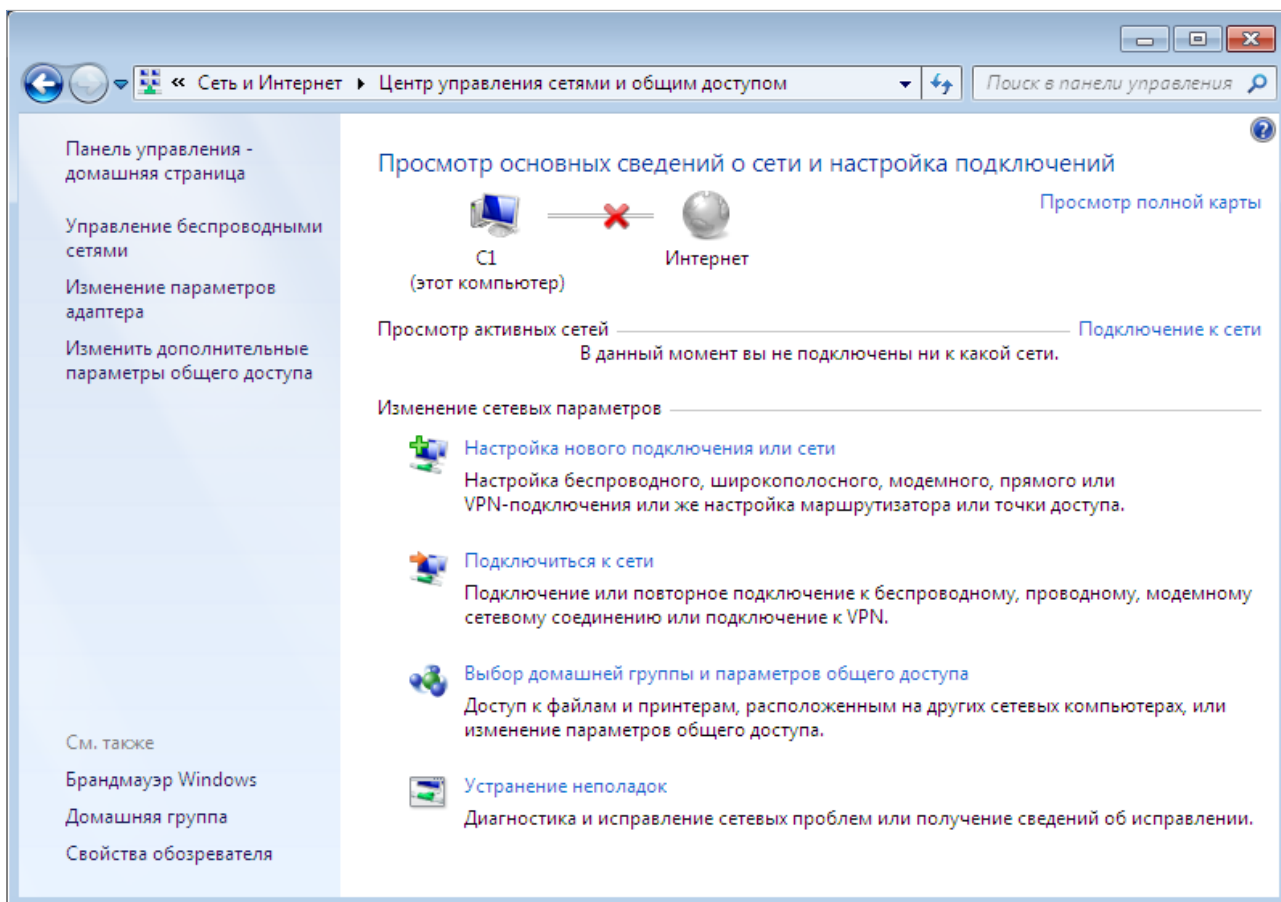 « Сеть и Интернет ▸ Центр управления сетями и общим доступом
Поиск в панели управления
Панель управления -
домашняя страница
Управление беспроводными
сетями
Изменение параметров
адаптера
Изменить дополнительные
параметры общего доступа
См. также
Брандмауэр Windows
Домашняя группа
Свойства обозревателя
Просмотр основных сведений о сети и настройка подключений
Просмотр полной карты
C1
(этот компьютер)
Интернет
Просмотр активных сетей
Подключение к сети
В данный момент вы не подключены ни к какой сети.
Изменение сетевых параметров
Настройка нового подключения или сети
Настройка беспроводного, широкополосного, модемного, прямого или
VPN-подключения или же настройка маршрутизатора или точки доступа.
Подключиться к сети
Подключение или повторное подключение к беспроводному, проводному, модемному
сетевому соединению или подключение к VPN.
Выбор домашней группы и параметров общего доступа
Доступ к файлам и принтерам, расположенным на других сетевых компьютерах, или
изменение параметров общего доступа.
Устранение неполадок
Диагностика и исправление сетевых проблем или получение сведений об исправлении.